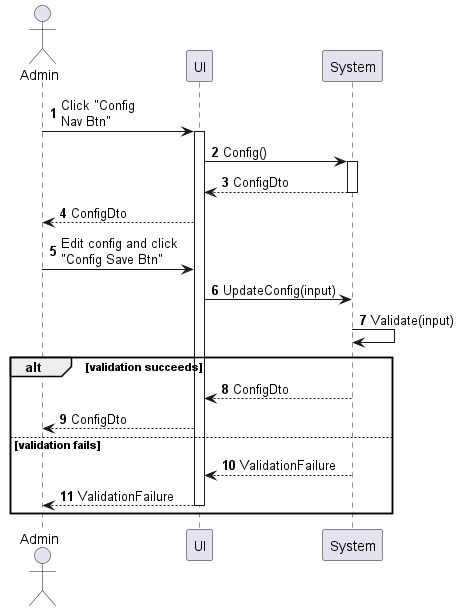 Admin
UI
System
1 Click "Config
Nav Btn"
2 Config()
3 ConfigDto
4 ConfigDto
5 Edit config and click
"Config Save Btn"
6 UpdateConfig(input)
7 Validate(input)
alt [validation succeeds]
8 ConfigDto
9 ConfigDto
[validation fails]
10 ValidationFailure
11 ValidationFailure
Admin
UI
System